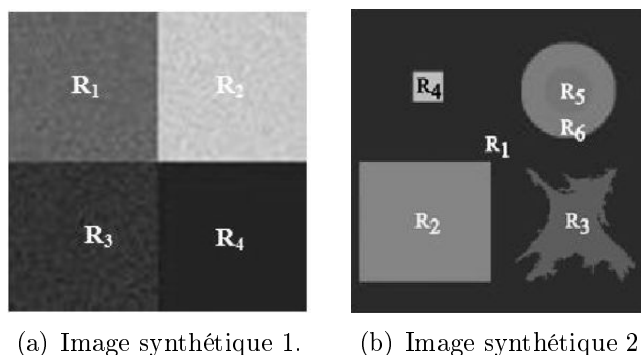 R1 R2
R3 R4
R4 R5
R6
R1
R2 R3
(a) Image synthétique 1. (b) Image synthétique 2